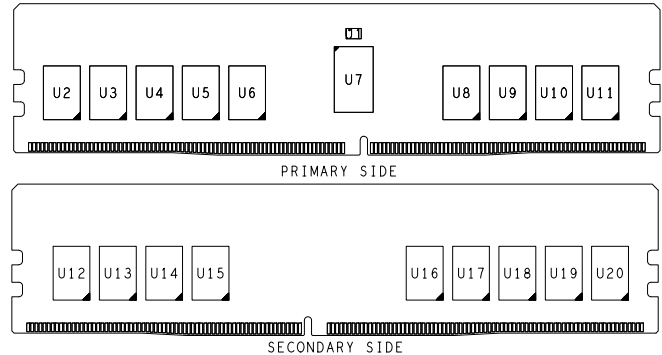 U1
U2 U3 U4 U5 U6 U7 U8 U9 U10 U11
PRIMARY SIDE
U12 U13 U14 U15 U16 U17 U18 U19 U20
SECONDARY SIDE